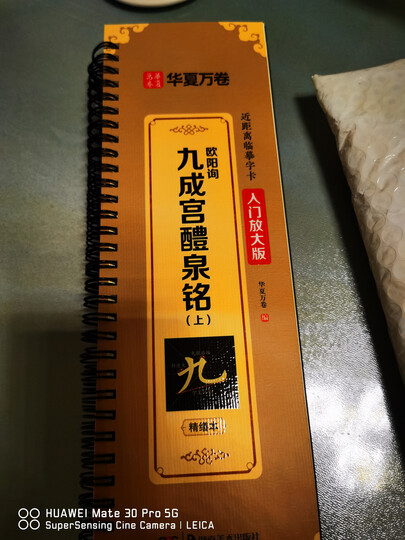 华夏万卷
近距离临摹字卡
入门放大版
华夏万卷 编
欧阳询
九成宫醴泉铭
(上)
九
精缮本
HUAWEI Mate 30 Pro 5G
SuperSensing Cine Camera | LEICA